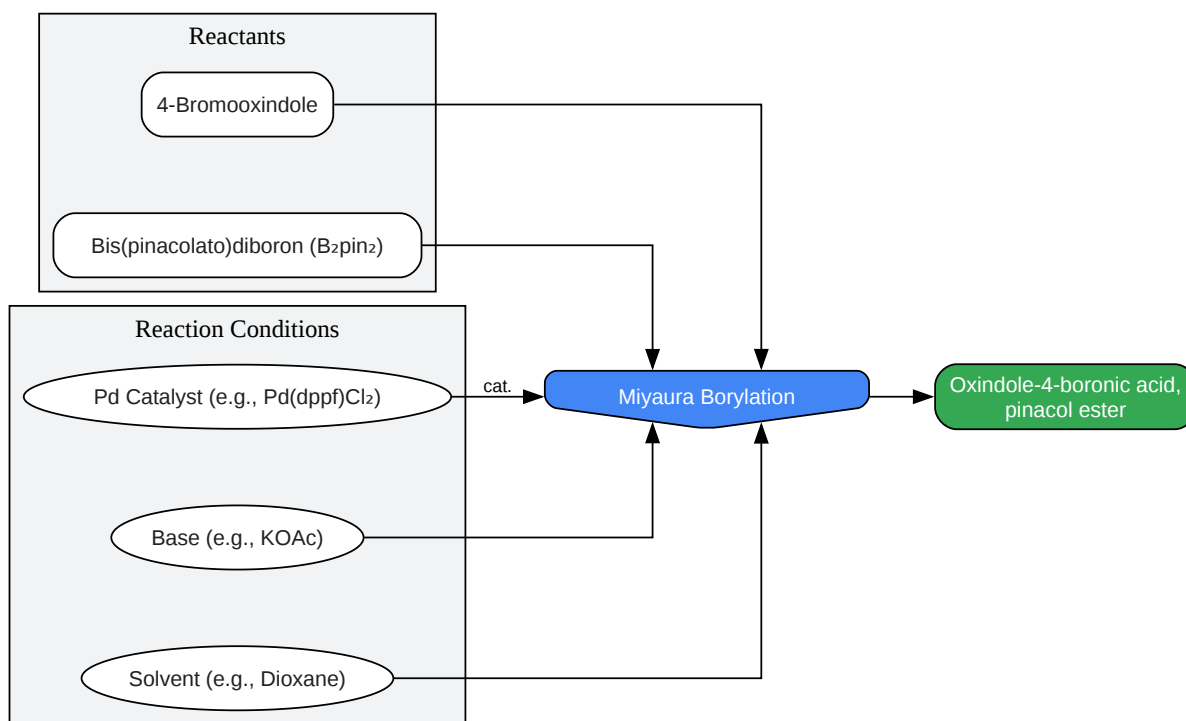 Reactants
4-Bromooxindole
Bis(pinacolato)diboron (B₂pin₂)
Reaction Conditions
Pd Catalyst (e.g., Pd(dppf)Cl₂)
cat.
Miyaura Borylation
Oxindole-4-boronic acid,
pinacol ester
Base (e.g., KOAc)
Solvent (e.g., Dioxane)